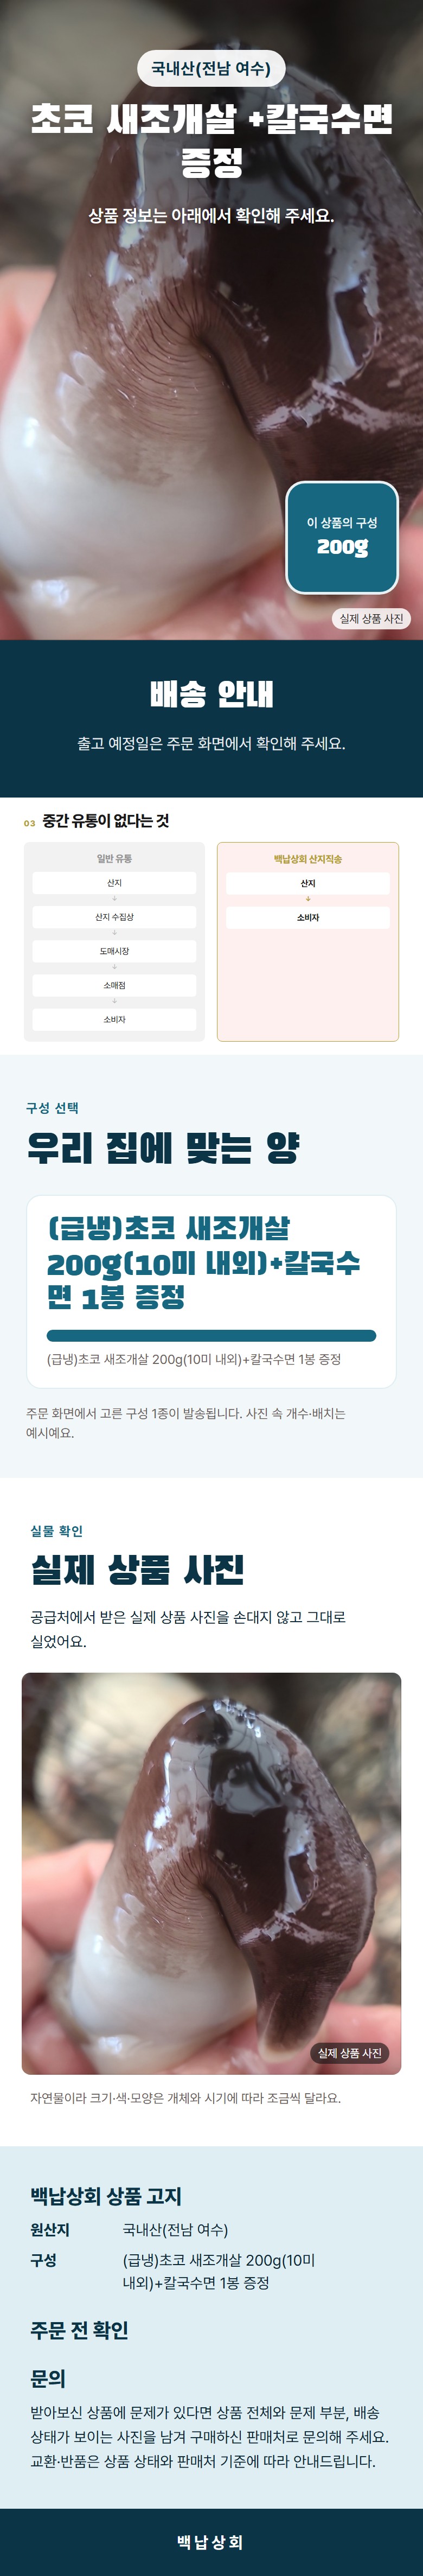 국내산(전남 여수)
초코 새조개살 +칼국수면
증정
상품 정보는 아래에서 확인해 주세요.
이 상품의 구성
200g
실제 상품 사진
배송 안내
출고 예정일은 주문 화면에서 확인해 주세요.
03 중간 유통이 없다는 것
일반 유통
산지
↓
산지 수집상
↓
도매시장
↓
소매점
↓
소비자
백납상회 산지직송
산지
↓
소비자
구성 선택
우리 집에 맞는 양
(급냉)초코 새조개살
200g(10미 내외)+칼국수
면 1봉 증정
(급냉)초코 새조개살 200g(10미 내외)+칼국수면 1봉 증정
주문 화면에서 고른 구성 1종이 발송됩니다. 사진 속 개수·배치는
예시예요.
실물 확인
실제 상품 사진
공급처에서 받은 실제 상품 사진을 손대지 않고 그대로
실었어요.
실제 상품 사진
자연물이라 크기·색·모양은 개체와 시기에 따라 조금씩 달라요.
백납상회 상품 고지
원산지 국내산(전남 여수)
구성 (급냉)초코 새조개살 200g(10미
내외)+칼국수면 1봉 증정
주문 전 확인
문의
받아보신 상품에 문제가 있다면 상품 전체와 문제 부분, 배송
상태가 보이는 사진을 남겨 구매하신 판매처로 문의해 주세요.
교환·반품은 상품 상태와 판매처 기준에 따라 안내드립니다.
백납상회